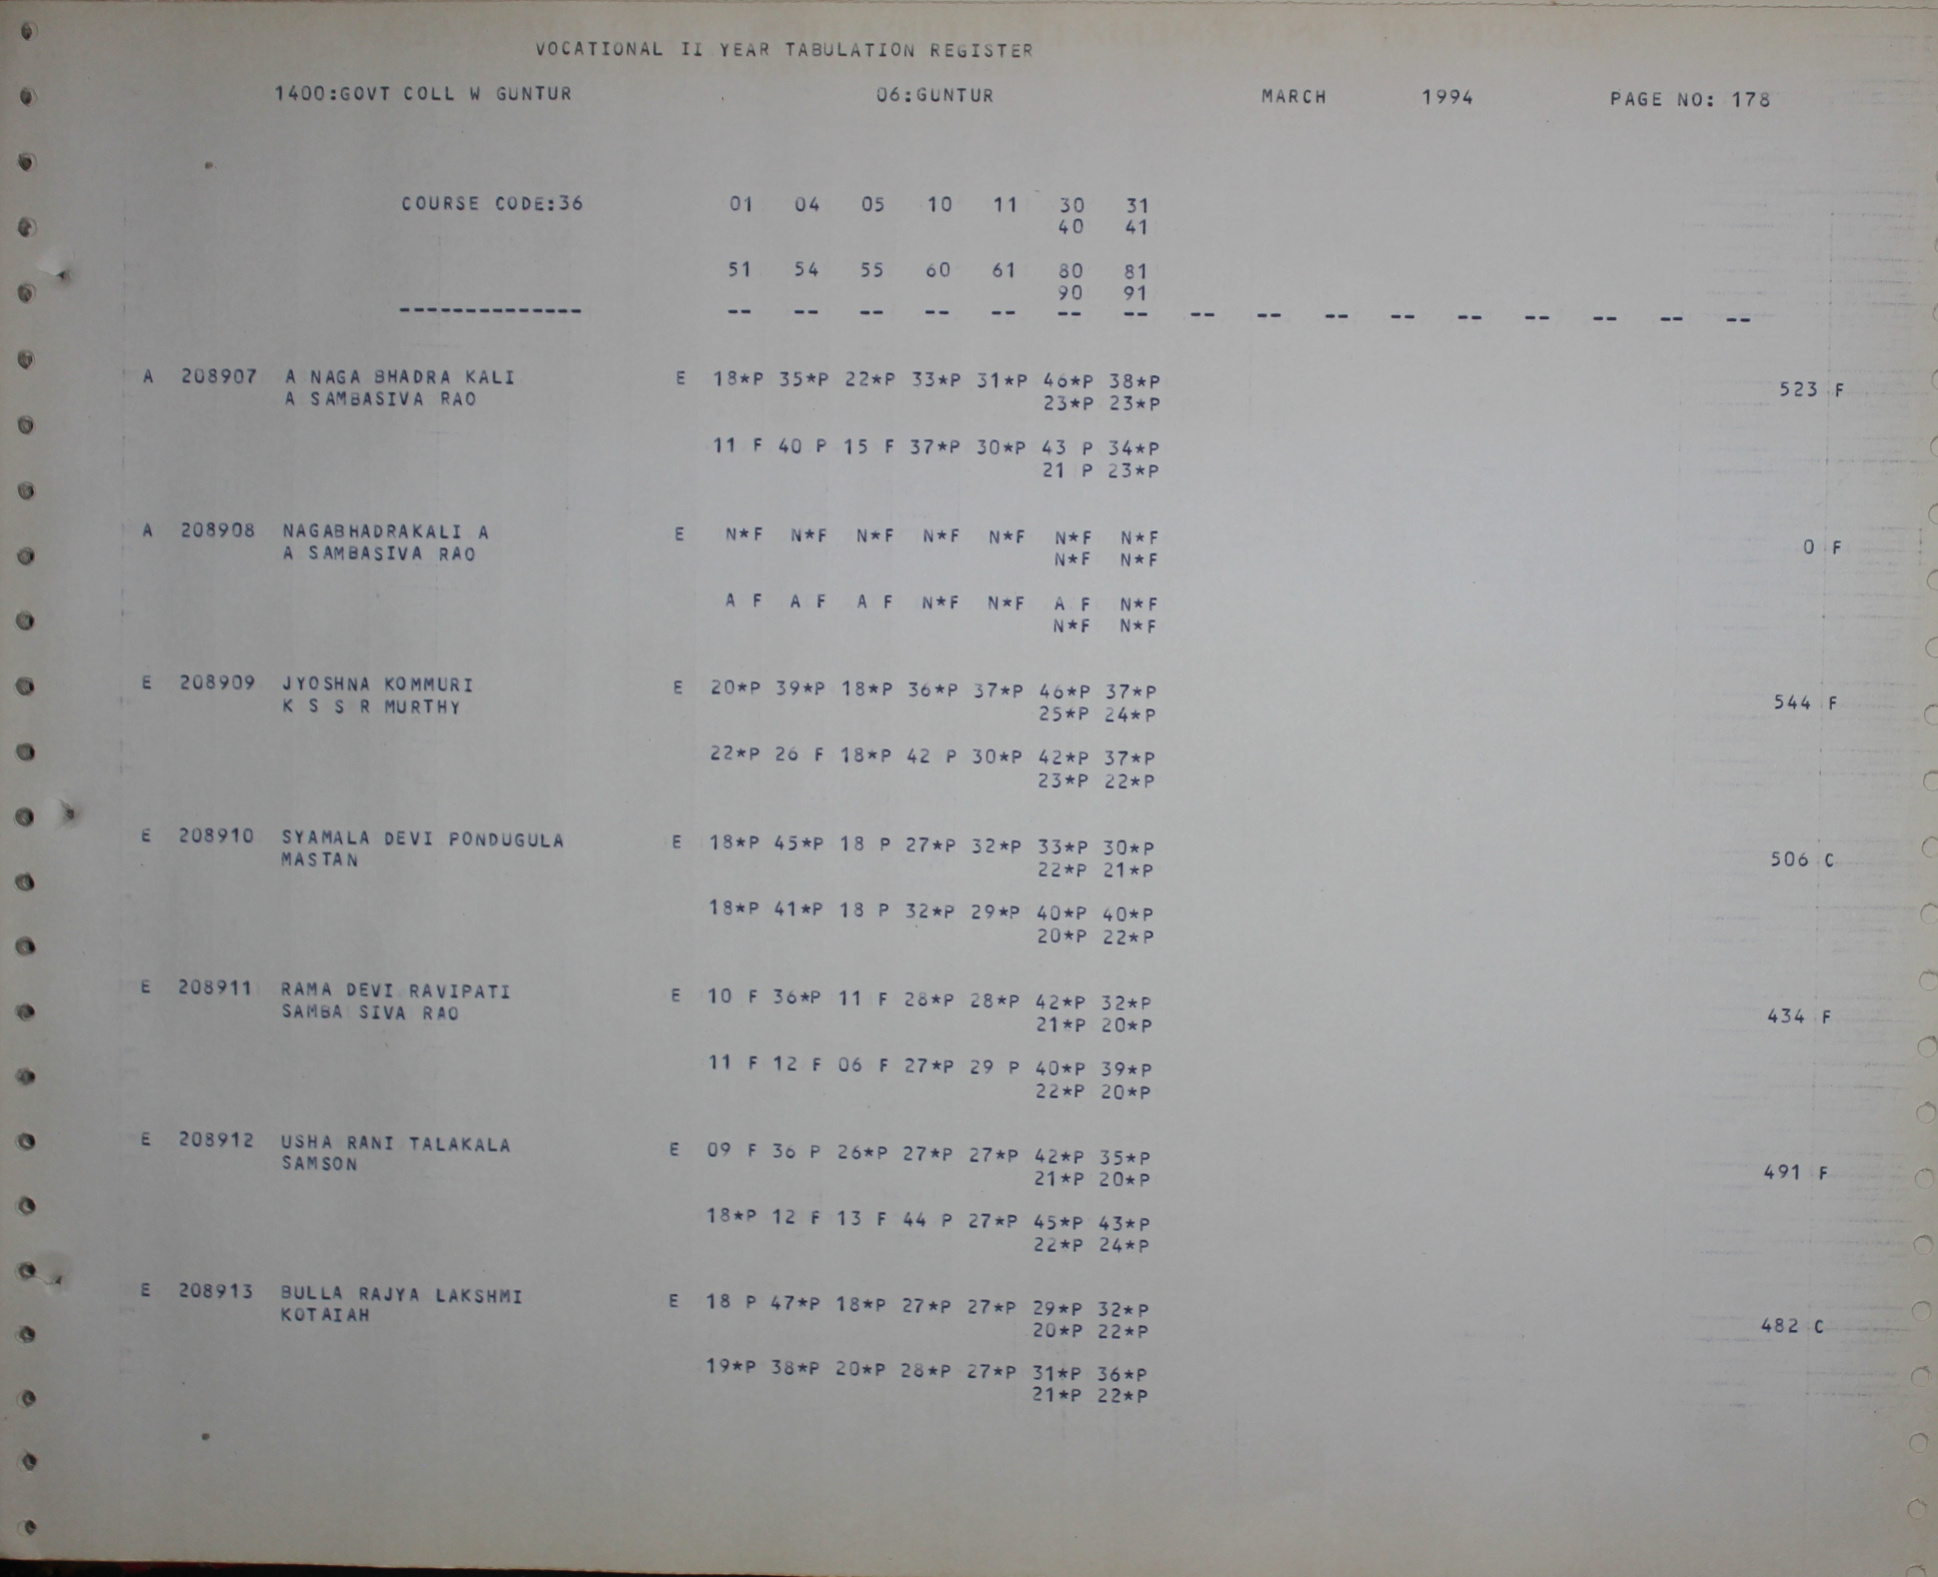 VOCATIONAL II YEAR TABULATION REGISTER
1400:GOVT COLL W GUNTUR 06:GUNTUR MARCH 1994 PAGE NO: 178
COURSE CODE:36 01 04 05 10 11 30 31
40 41
51 54 55 60 61 80 81
90 91
-------------- -- -- -- -- -- -- -- -- -- -- -- -- -- -- -- --
A 208907 A NAGA BHADRA KALI E 18*P 35*P 22*P 33*P 31*P 46*P 38*P
A SAMBASIVA RAO 23*P 23*P 523 F
11 F 40 P 15 F 37*P 30*P 43 P 34*P
21 P 23*P
A 208908 NAGABHADRAKALI A E N*F N*F N*F N*F N*F N*F N*F
A SAMBASIVA RAO N*F N*F 0 F
A F A F A F N*F N*F A F N*F
N*F N*F
E 208909 JYOSHNA KOMMURI E 20*P 39*P 18*P 36*P 37*P 46*P 37*P
K S S R MURTHY 25*P 24*P 544 F
22*P 26 F 18*P 42 P 30*P 42*P 37*P
23*P 22*P
E 208910 SYAMALA DEVI PONDUGULA E 18*P 45*P 18 P 27*P 32*P 33*P 30*P
MASTAN 22*P 21*P 506 C
18*P 41*P 18 P 32*P 29*P 40*P 40*P
20*P 22*P
E 208911 RAMA DEVI RAVIPATI E 10 F 36*P 11 F 28*P 28*P 42*P 32*P
SAMBA SIVA RAO 21*P 20*P 434 F
11 F 12 F 06 F 27*P 29 P 40*P 39*P
22*P 20*P
E 208912 USHA RANI TALAKALA E 09 F 36 P 26*P 27*P 27*P 42*P 35*P
SAMSON 21*P 20*P 491 F
18*P 12 F 13 F 44 P 27*P 45*P 43*P
22*P 24*P
E 208913 BULLA RAJYA LAKSHMI E 18 P 47*P 18*P 27*P 27*P 29*P 32*P
KOTAIAH 20*P 22*P 482 C
19*P 38*P 20*P 28*P 27*P 31*P 36*P
21*P 22*P